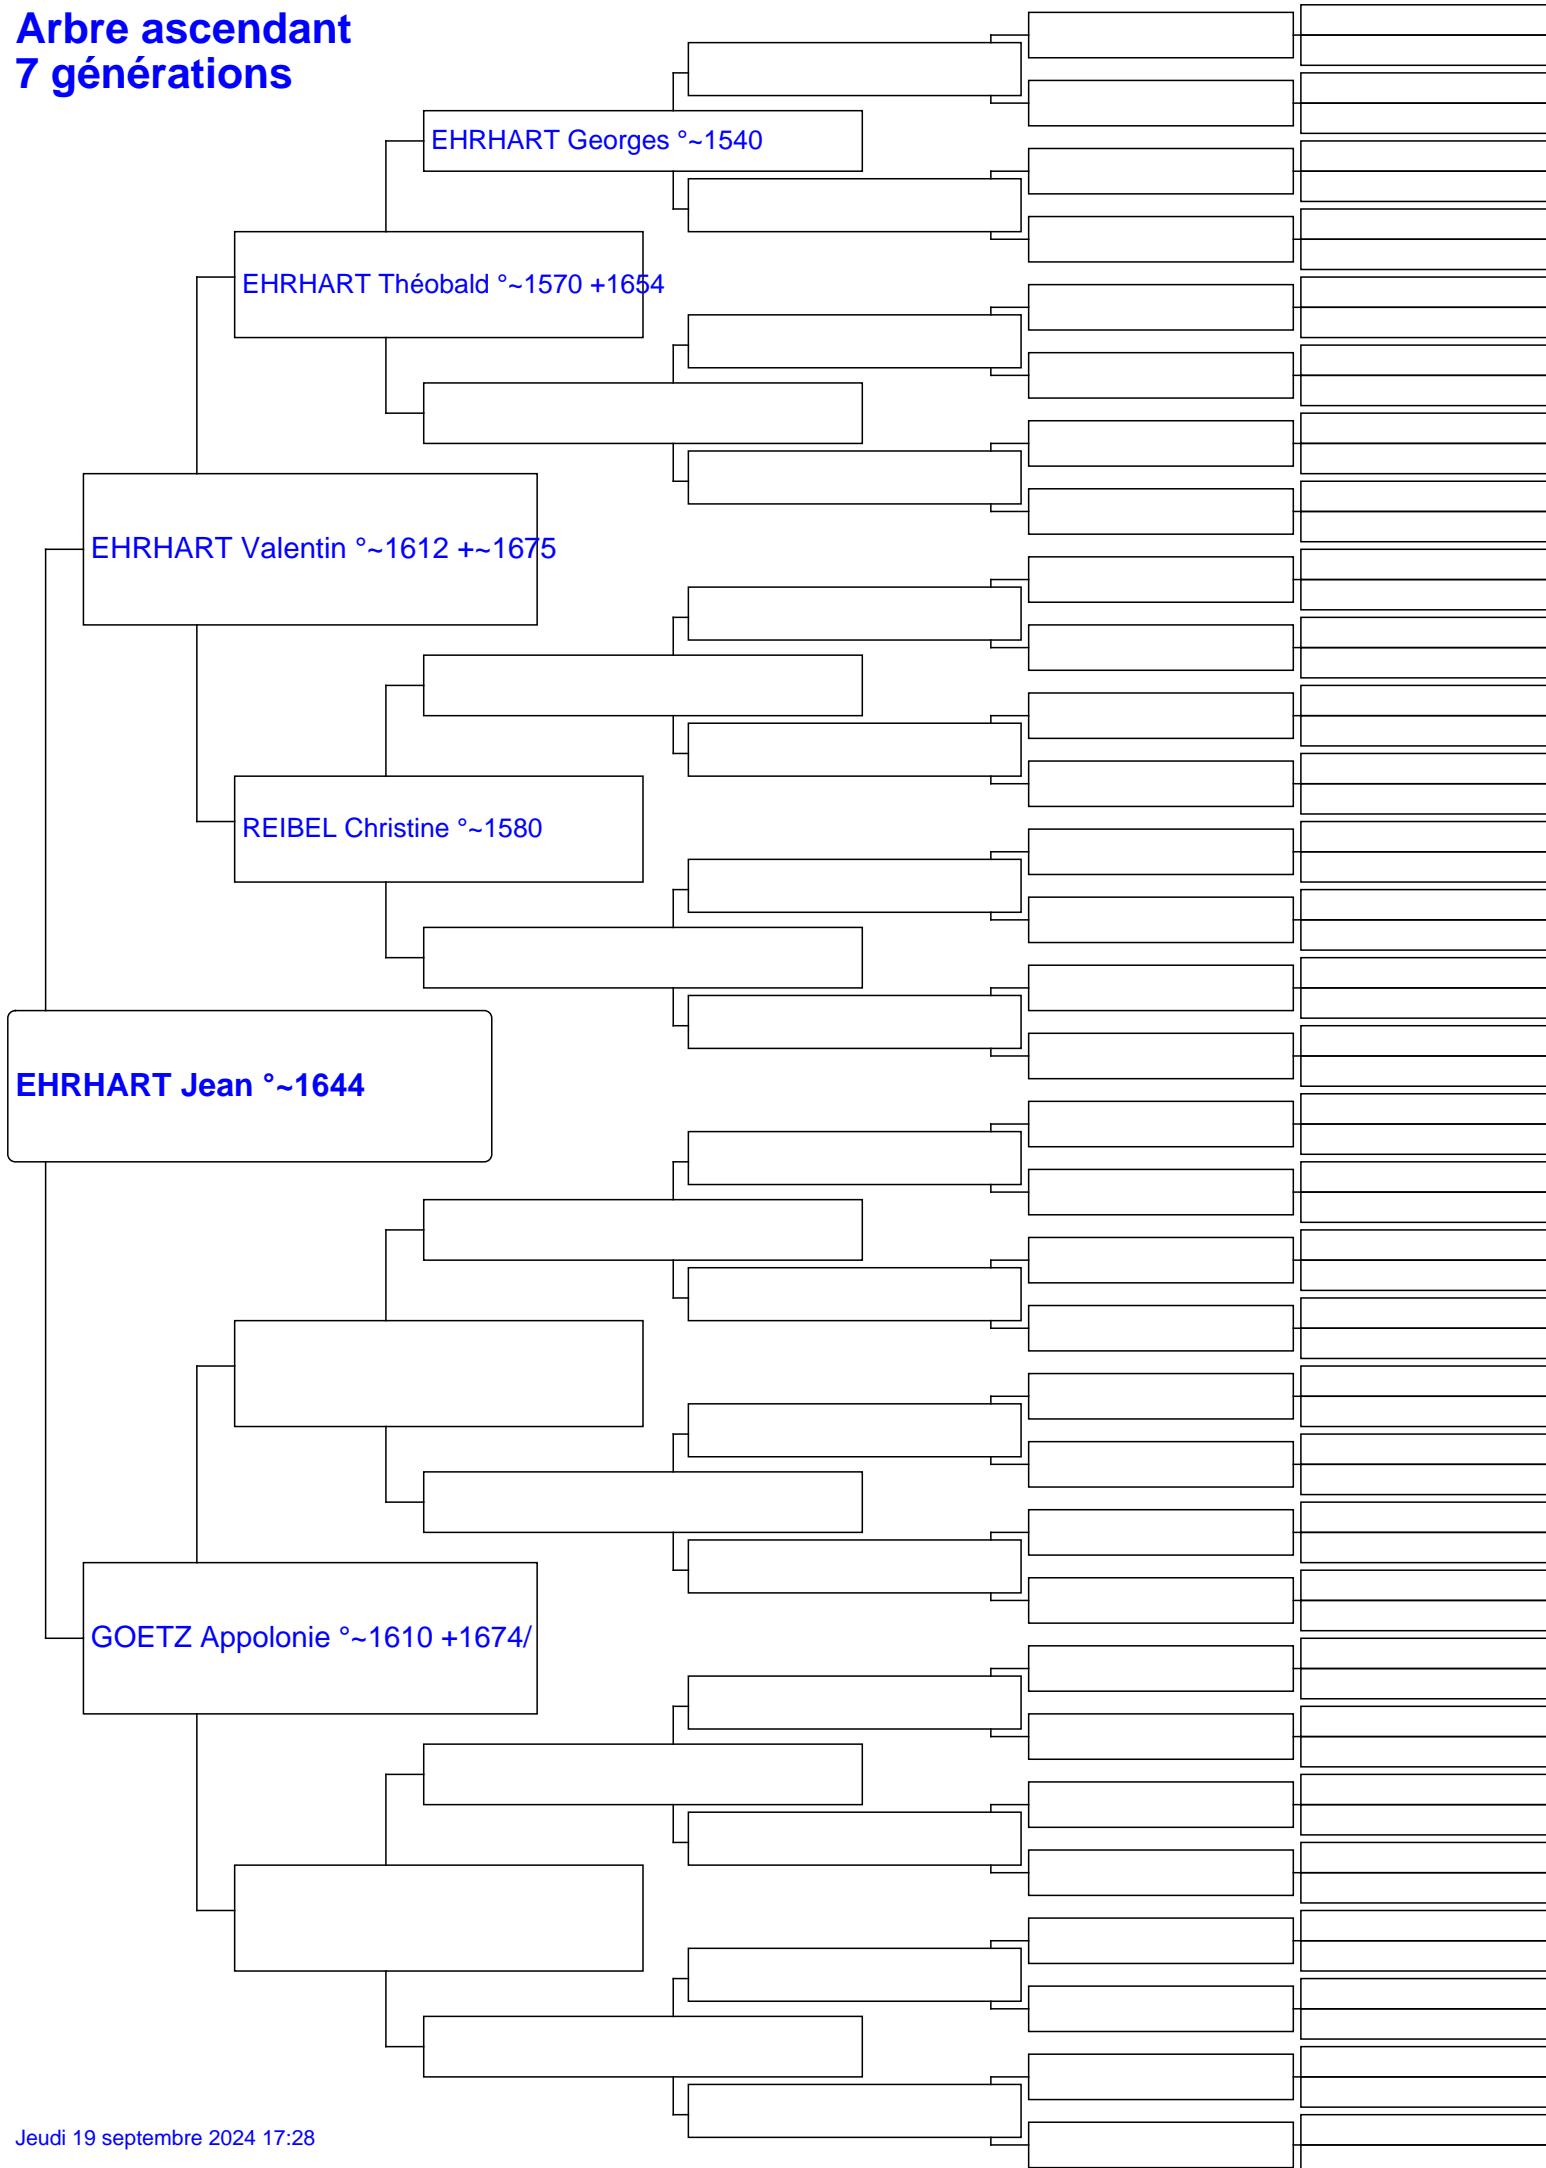 Arbre ascendant
7 générations
EHRHART Georges °~1540
EHRHART Théobald °~1570 +1654
EHRHART Valentin °~1612 +~1675
REIBEL Christine °~1580
EHRHART Jean °~1644
GOETZ Appolonie °~1610 +1674/
Jeudi 19 septembre 2024 17:28